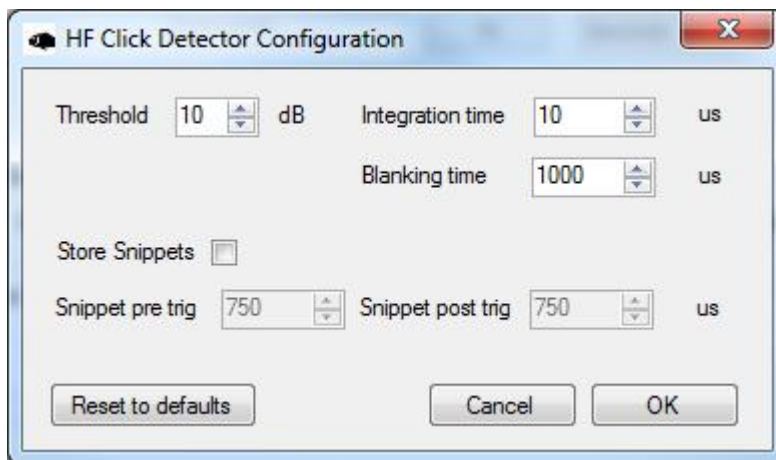 HF Click Detector Configuration
Threshold 10 dB Integration time 10 us
Blanking time 1000 us
Store Snippets
Snippet pre trig 750 Snippet post trig 750 us
Reset to defaults Cancel OK